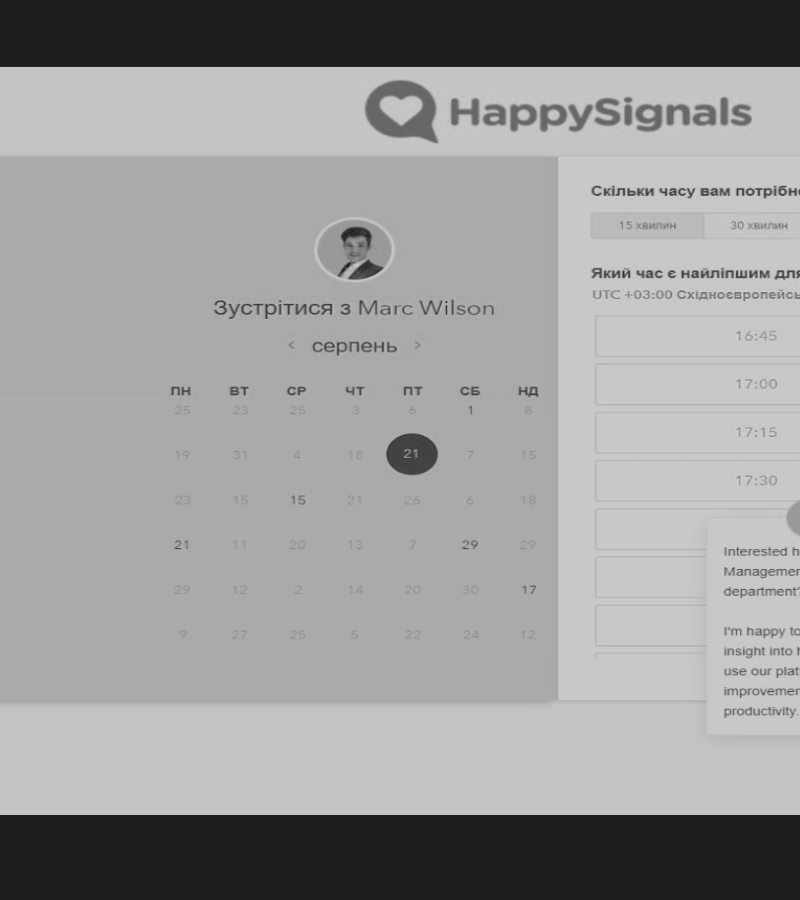 HappySignals
Зустрітися з Marc Wilson
< серпень >
ПН ВТ СР ЧТ ПТ СБ НД
25 23 25 3 6 1 8
19 31 4 18 21 7 15
23 15 15 21 26 6 18
21 11 20 13 7 29 29
29 12 2 14 20 30 17
9 27 25 5 22 24 12
Скільки часу вам потрібно
15 хвилин 30 хвилин
Який час є найліпшим для
UTC +03:00 Східноєвропейсь
16:45
17:00
17:15
17:30
Interested h
Managemen
department?
I'm happy to
insight into h
use our plat
improvemen
productivity.